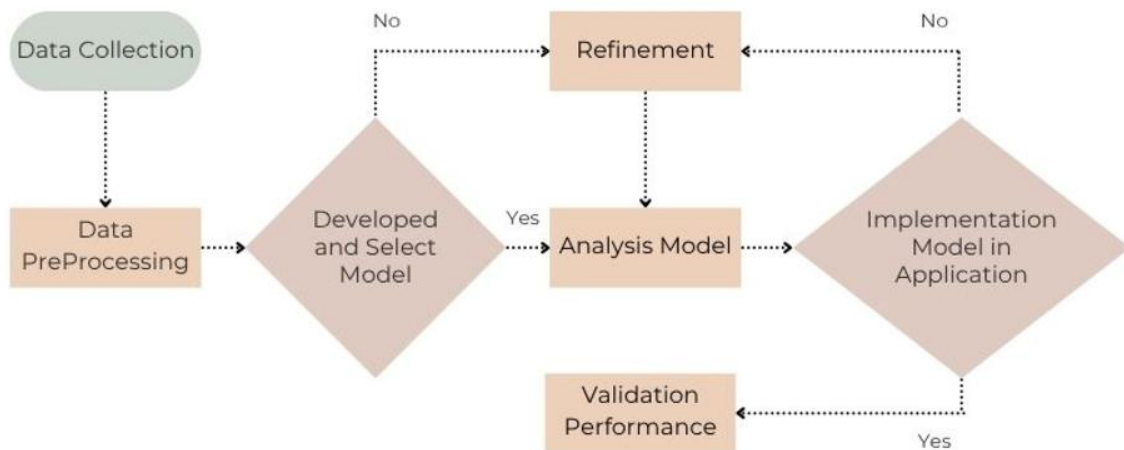 No
No
Data Collection
Refinement
Data
PreProcessing
Developed
and Select
Model
Yes
Analysis Model
Implementation
Model in
Application
Validation
Performance
Yes